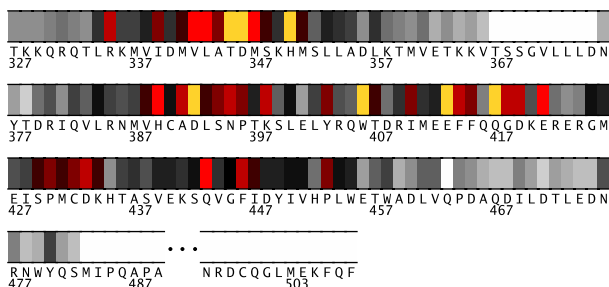 TKKQRQTLRKMVIDMVLATDMSKHMSLLADLKTMVETKKVTSSGVLLLDN
327 337 347 357 367
YTDRIQVLRNMVHCADLSNPTKSLELYRQWTDRIMEEFFQQGDKERERGM
377 387 397 407 417
EISPMCDKHTASVEKSQVGFIDYIVHPLWETWADLVQPDAQDILDTLEDN
427 437 447 457 467
RNWYQSMIPQAPA ... NRDCQGLMEKFQF
477 487 503